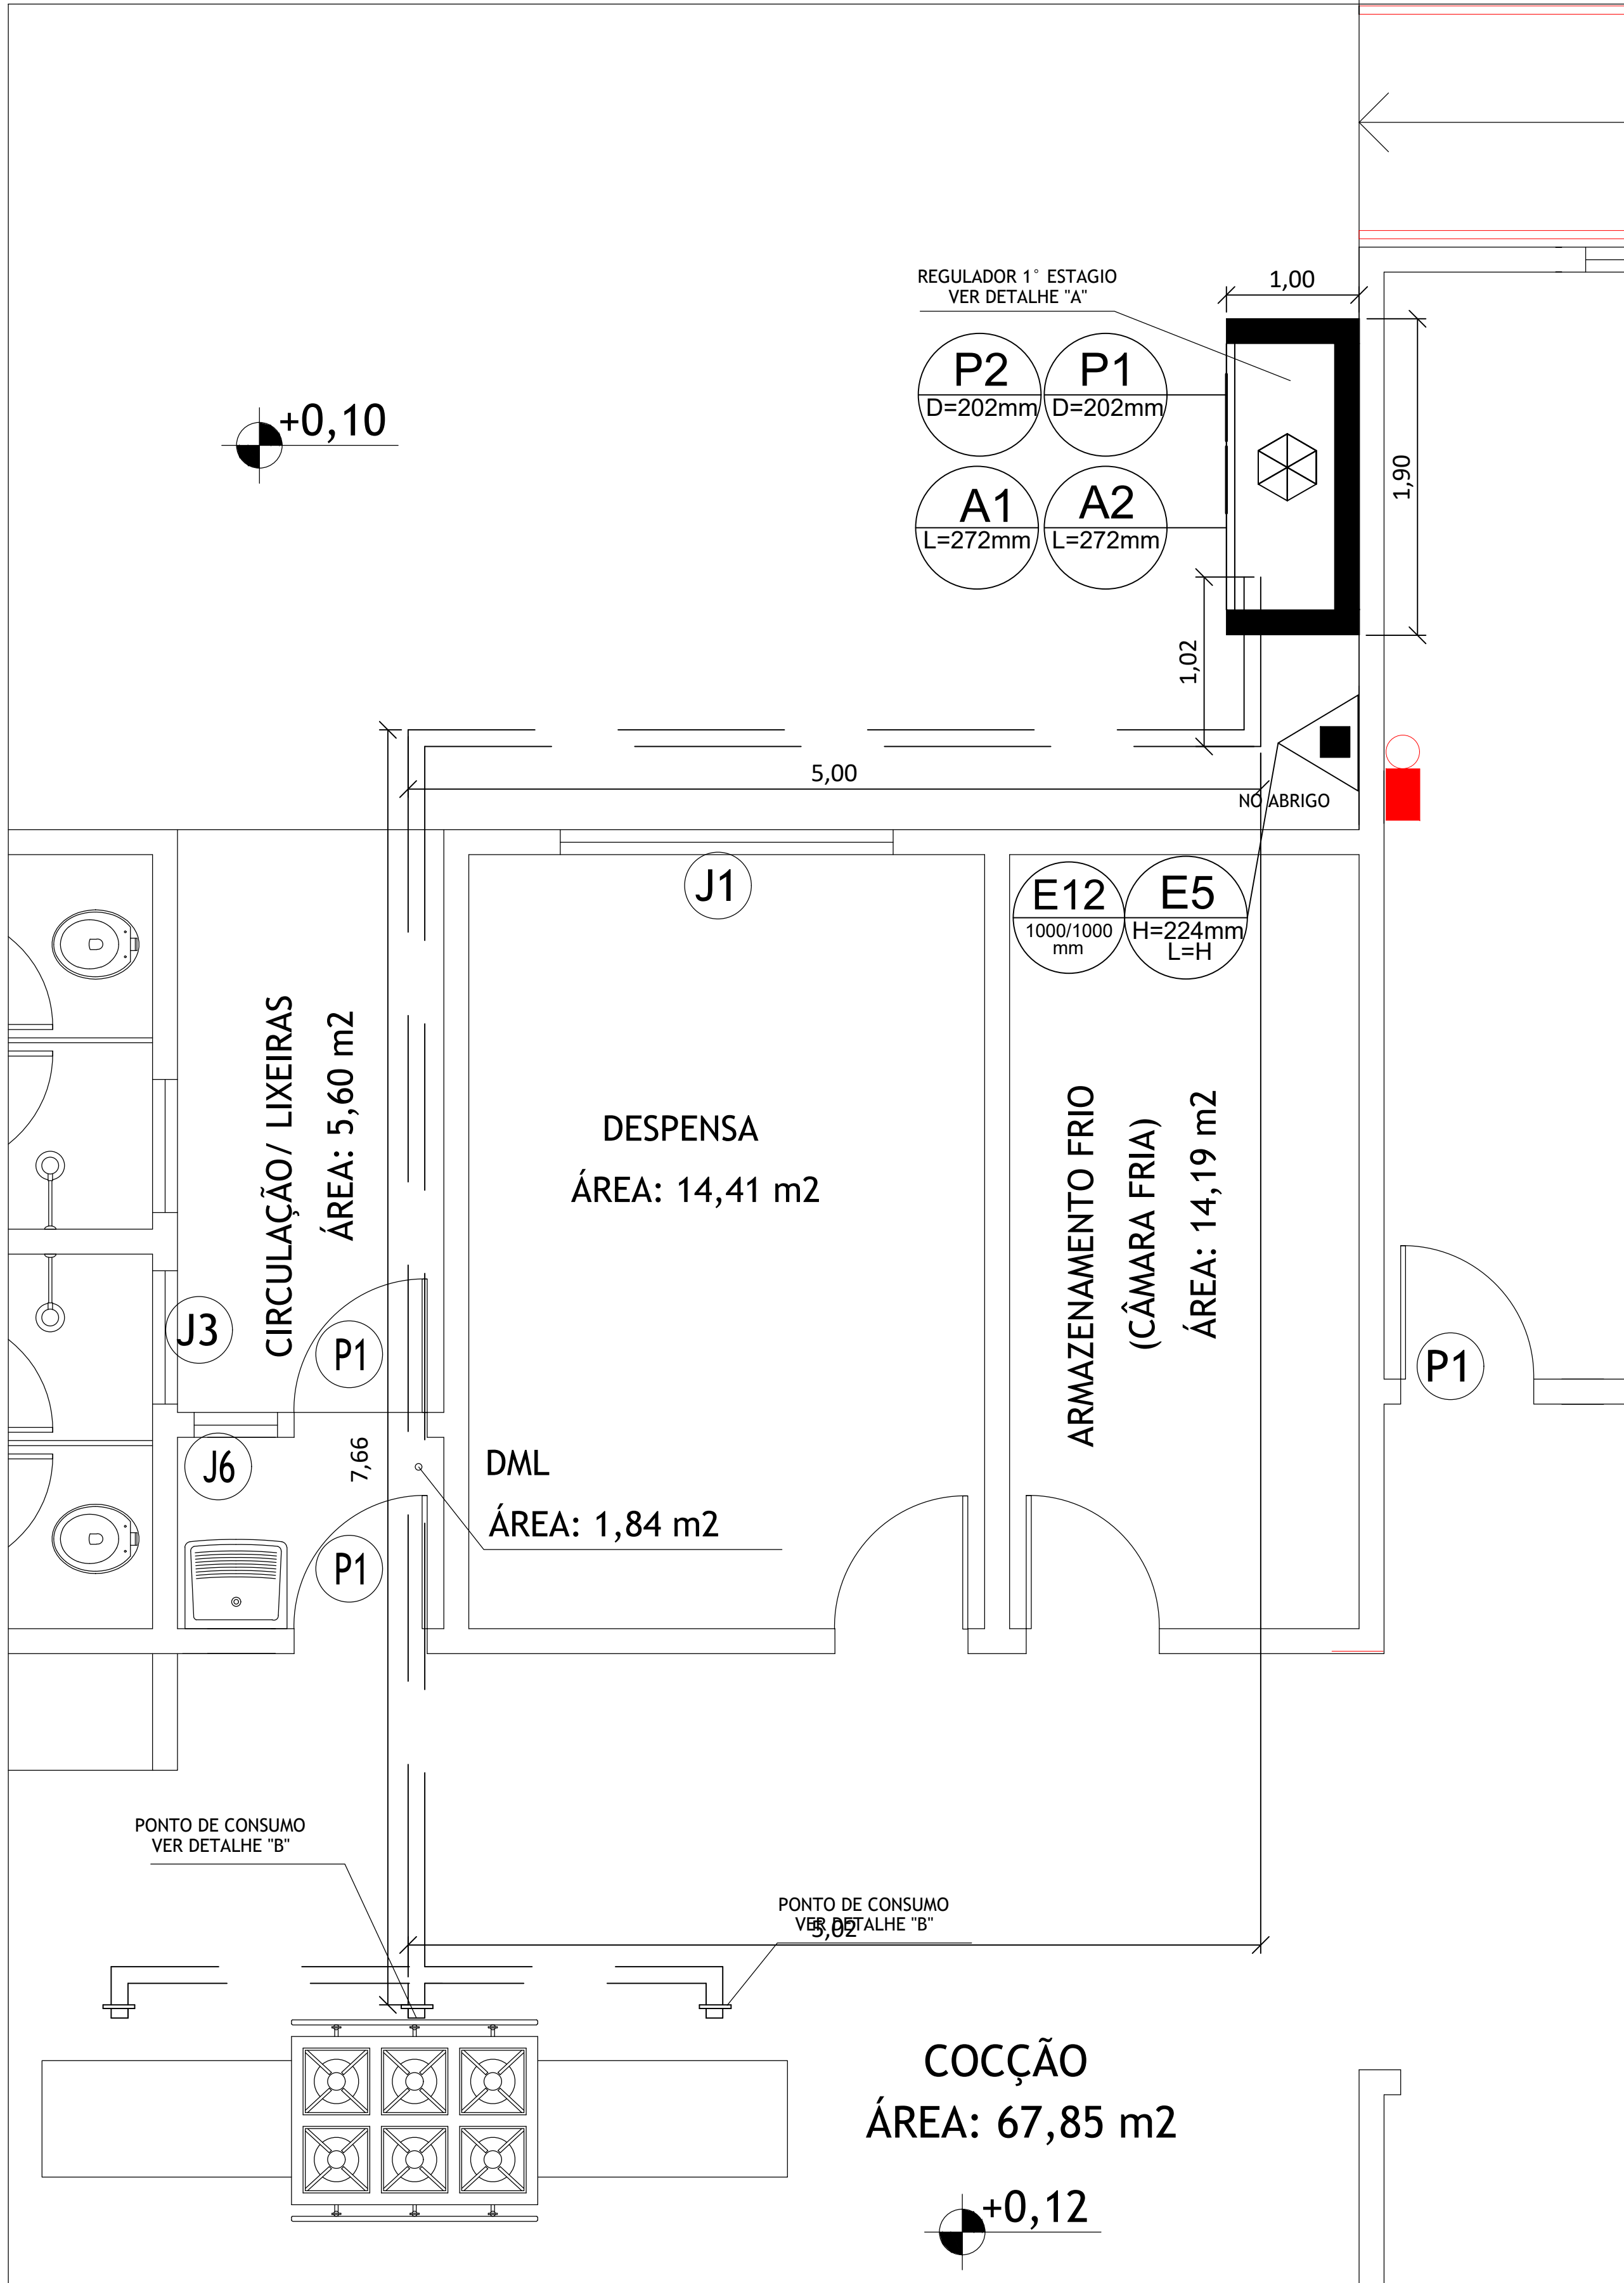 REGULADOR 1° ESTAGIO
VER DETALHE "A"
1,00
P2
D=202mm
P1
D=202mm
+0,10
1,90
A1
L=272mm
A2
L=272mm
1,02
5,00
NO ABRIGO
J1
E12
1000/1000
mm
E5
H=224mm
L=H
CIRCULAÇÃO/ LIXEIRAS
ÁREA: 5,60 m2
DESPENSA
ÁREA: 14,41 m2
ARMAZENAMENTO FRIO
(CÂMARA FRIA)
ÁREA: 14,19 m2
J3
P1
P1
J6
7,66
DML
ÁREA: 1,84 m2
P1
PONTO DE CONSUMO
VER DETALHE "B"
PONTO DE CONSUMO
VER DETALHE "B"
5,02
COCÇÃO
ÁREA: 67,85 m2
+0,12